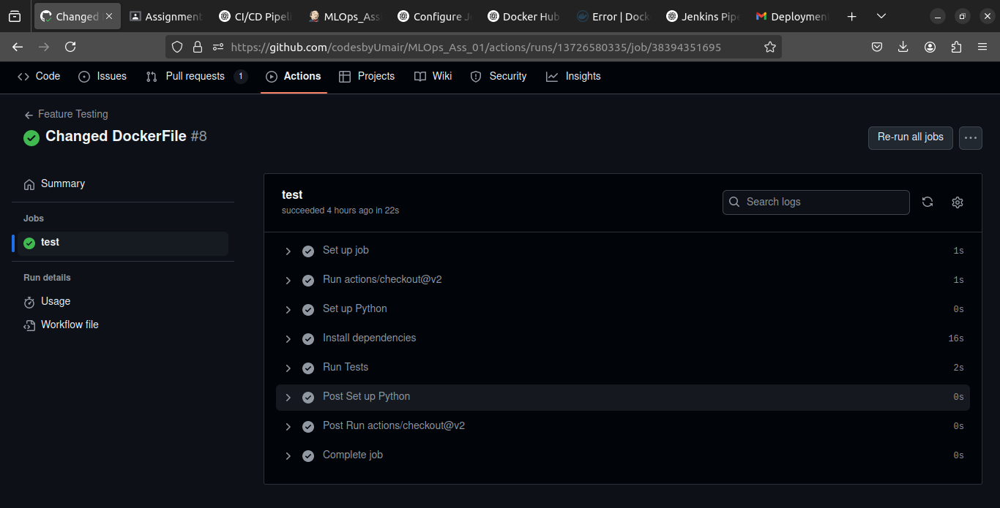 Changed
Assignment
CI/CD Pipeli
MLOps_Ass
Configure J
Docker Hub
Error | Dock
Jenkins Pipe
Deployment
https://github.com/codesbyUmair/MLOps_Ass_01/actions/runs/13726580335/job/38394351695
Code
Issues
Pull requests 1
Actions
Projects
Wiki
Security
Insights
Feature Testing
Changed DockerFile #8
Re-run all jobs
Summary
Jobs
test
Run details
Usage
Workflow file
test
succeeded 4 hours ago in 22s
Search logs
Set up job 1s
Run actions/checkout@v2 1s
Set up Python 0s
Install dependencies 16s
Run Tests 2s
Post Set up Python 0s
Post Run actions/checkout@v2 0s
Complete job 0s